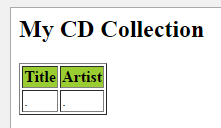 My CD Collection
Title Artist
. .